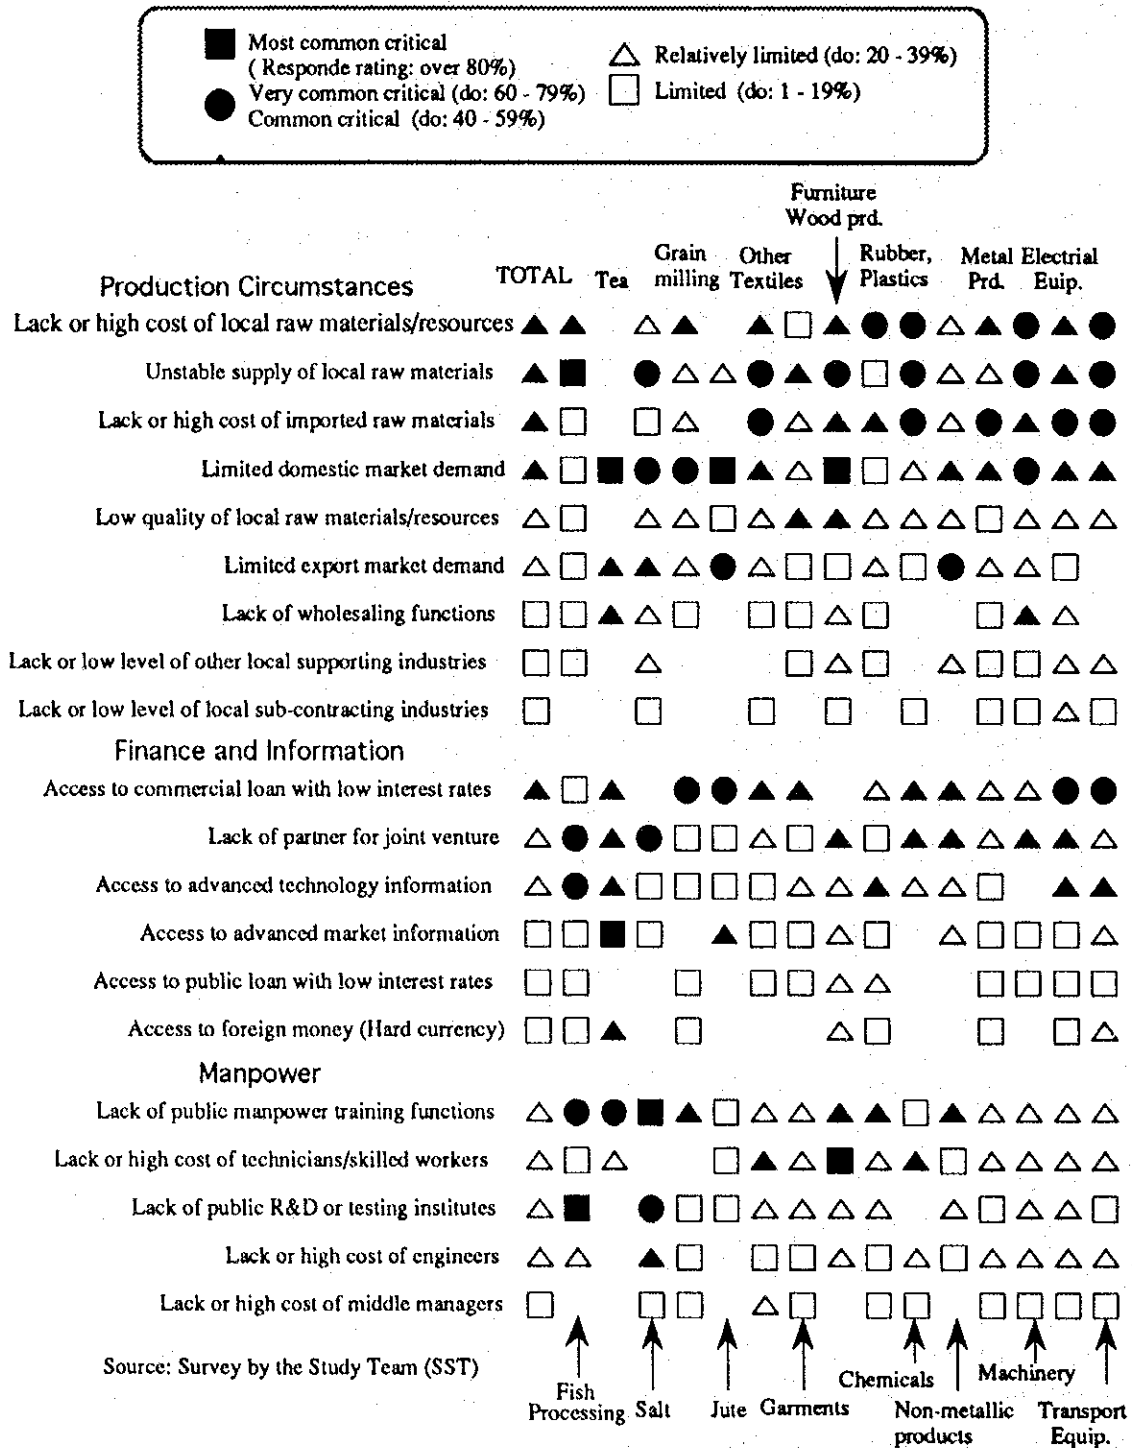 Most common critical
( Responde rating: over 80%)
Very common critical (do: 60 - 79%)
Common critical (do: 40 - 59%)
Relatively limited (do: 20 - 39%)
Limited (do: 1 - 19%)
Furniture
Wood prd.
TOTAL
Tea
Grain
milling
Other
Textiles
Rubber,
Plastics
Metal
Prd.
Electrial
Euip.
Production Circumstances
Lack or high cost of local raw materials/resources
Unstable supply of local raw materials
Lack or high cost of imported raw materials
Limited domestic market demand
Low quality of local raw materials/resources
Limited export market demand
Lack of wholesaling functions
Lack or low level of other local supporting industries
Lack or low level of local sub-contracting industries
Finance and Information
Access to commercial loan with low interest rates
Lack of partner for joint venture
Access to advanced technology information
Access to advanced market information
Access to public loan with low interest rates
Access to foreign money (Hard currency)
Manpower
Lack of public manpower training functions
Lack or high cost of technicians/skilled workers
Lack of public R&D or testing institutes
Lack or high cost of engineers
Lack or high cost of middle managers
Source: Survey by the Study Team (SST)
Fish
Processing
Salt
Jute
Garments
Chemicals
Non-metallic
products
Machinery
Transport
Equip.